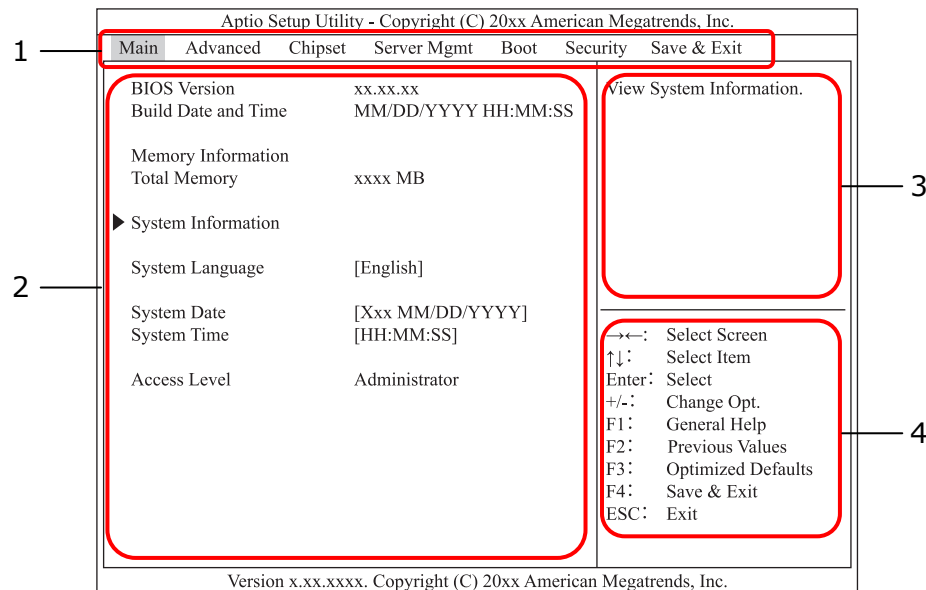 Aptio Setup Utility - Copyright (C) 20xx American Megatrends, Inc.
1
Main Advanced Chipset Server Mgmt Boot Security Save & Exit
BIOS Version xx.xx.xx
Build Date and Time MM/DD/YYYY HH:MM:SS
Memory Information
Total Memory xxxx MB
▶ System Information
System Language [English]
System Date [Xxx MM/DD/YYYY]
System Time [HH:MM:SS]
Access Level Administrator
2
View System Information.
3
→←: Select Screen
↑↓: Select Item
Enter: Select
+/-: Change Opt.
F1: General Help
F2: Previous Values
F3: Optimized Defaults
F4: Save & Exit
ESC: Exit
4
Version x.xx.xxxx. Copyright (C) 20xx American Megatrends, Inc.